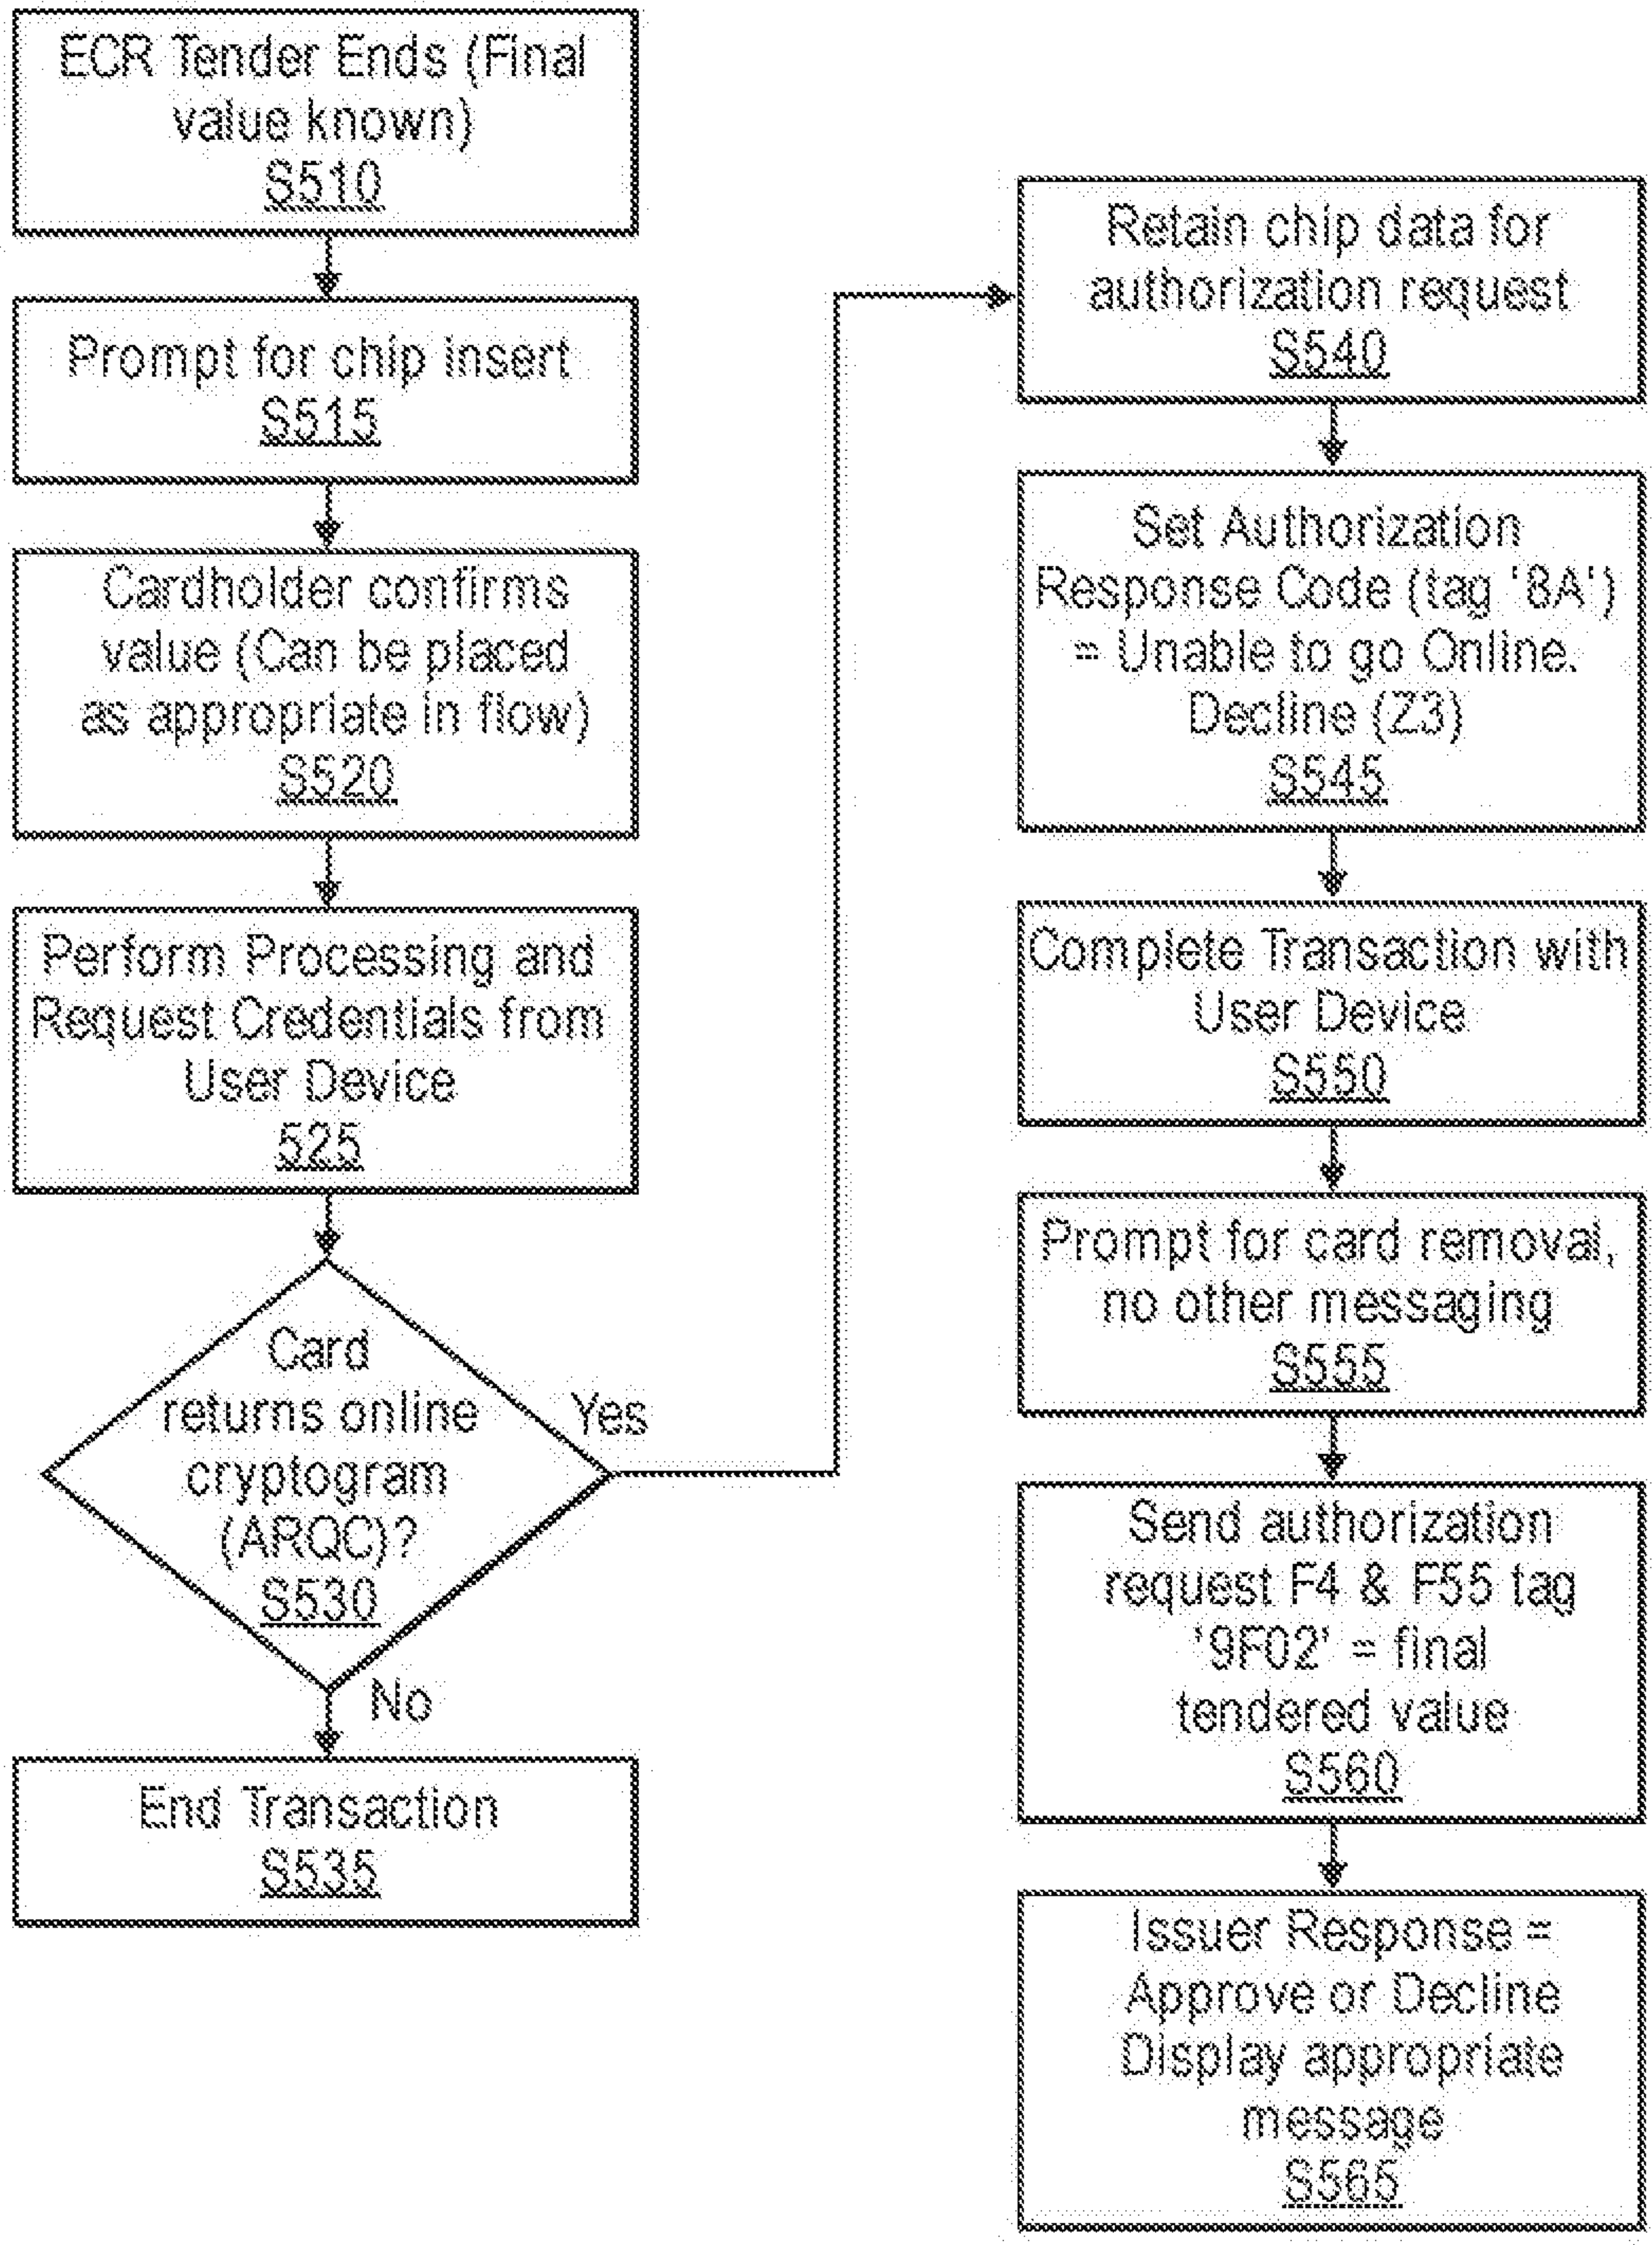 ECR Tender Ends (Final
value known)
S510
Prompt for chip insert
S515
Cardholder confirms
value (Can be placed
as appropriate in flow)
S520
Perform Processing and
Request Credentials from
User Device
525
Card
returns online
cryptogram
(ARQC)?
S530
Yes
No
End Transaction
S535
Retain chip data for
authorization request
S540
Set Authorization
Response Code (tag '8A')
= Unable to go Online.
Decline (Z3)
S545
Complete Transaction with
User Device
S550
Prompt for card removal,
no other messaging
S555
Send authorization
request F4 & F55 tag
'9F02' = final
tendered value
S560
Issuer Response =
Approve or Decline
Display appropriate
message
S565